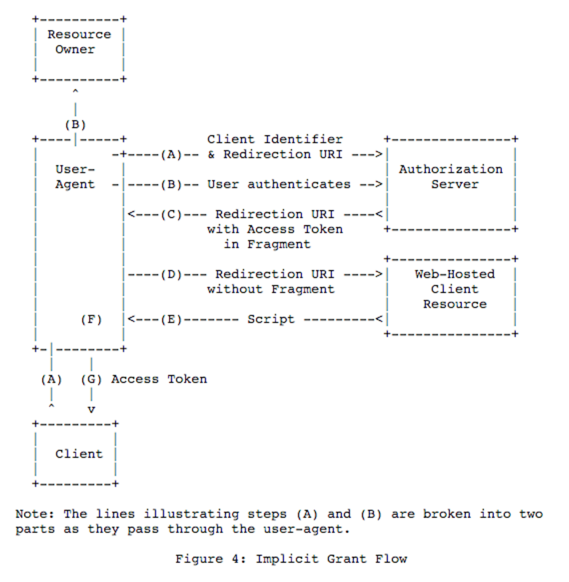 +----------+
| Resource |
|  Owner   |
|          |
+----------+
     ^
     |
    (B)
+----|-----+          Client Identifier     +---------------+
|         -+----(A)-- & Redirection URI --->|               |
|  User-   |                                | Authorization |
|  Agent  -|----(B)-- User authenticates -->|     Server    |
|          |                                |               |
|          |<---(C)--- Redirection URI ----<|               |
|          |          with Access Token     +---------------+
|          |            in Fragment
|          |                                +---------------+
|          |----(D)--- Redirection URI ---->|   Web-Hosted  |
|          |          without Fragment      |     Client    |
|          |                                |    Resource   |
|     (F)  |<---(E)------- Script ---------<|               |
|          |                                +---------------+
+-|--------+
  |    |
 (A)  (G) Access Token
  |    |
  ^    v
+---------+
|         |
|  Client |
|         |
+---------+
Note: The lines illustrating steps (A) and (B) are broken into two
parts as they pass through the user-agent.
Figure 4: Implicit Grant Flow